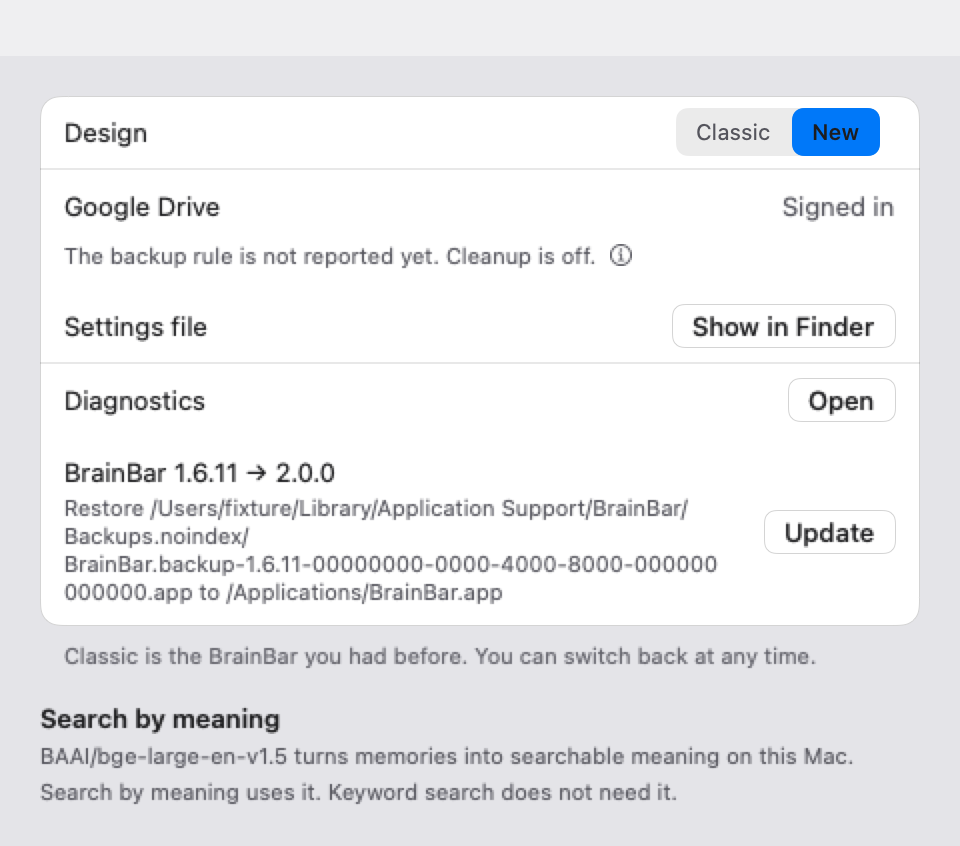 Design
Classic
New
Google Drive
Signed in
The backup rule is not reported yet. Cleanup is off. ⓘ
Settings file
Show in Finder
Diagnostics
Open
BrainBar 1.6.11 → 2.0.0
Restore /Users/fixture/Library/Application Support/BrainBar/
Backups.noindex/
BrainBar.backup-1.6.11-00000000-0000-4000-8000-000000
000000.app to /Applications/BrainBar.app
Update
Classic is the BrainBar you had before. You can switch back at any time.
Search by meaning
BAAI/bge-large-en-v1.5 turns memories into searchable meaning on this Mac.
Search by meaning uses it. Keyword search does not need it.